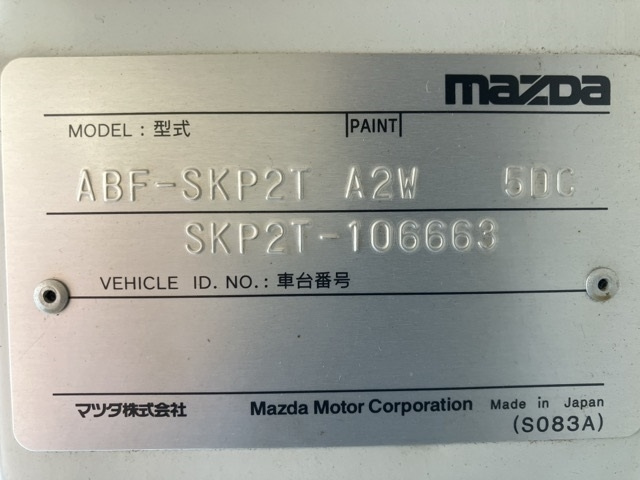 mazda
MODEL : 型式 PAINT
ABF-SKP2T A2W 5DC
SKP2T-106663
VEHICLE ID. NO.: 車台番号
マツダ株式会社 Mazda Motor Corporation Made in Japan
(S083A)